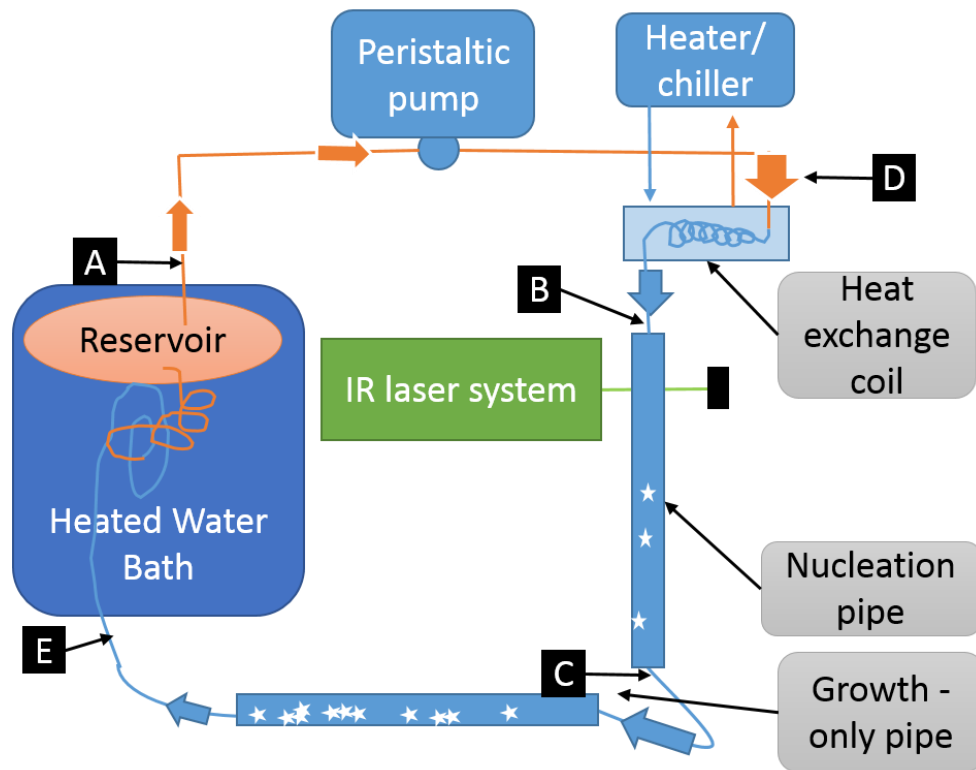 Peristaltic
pump
Heater/
chiller
D
A
B
Reservoir
Heat
exchange
coil
IR laser system
Heated Water
Bath
Nucleation
pipe
E
C
Growth -
only pipe